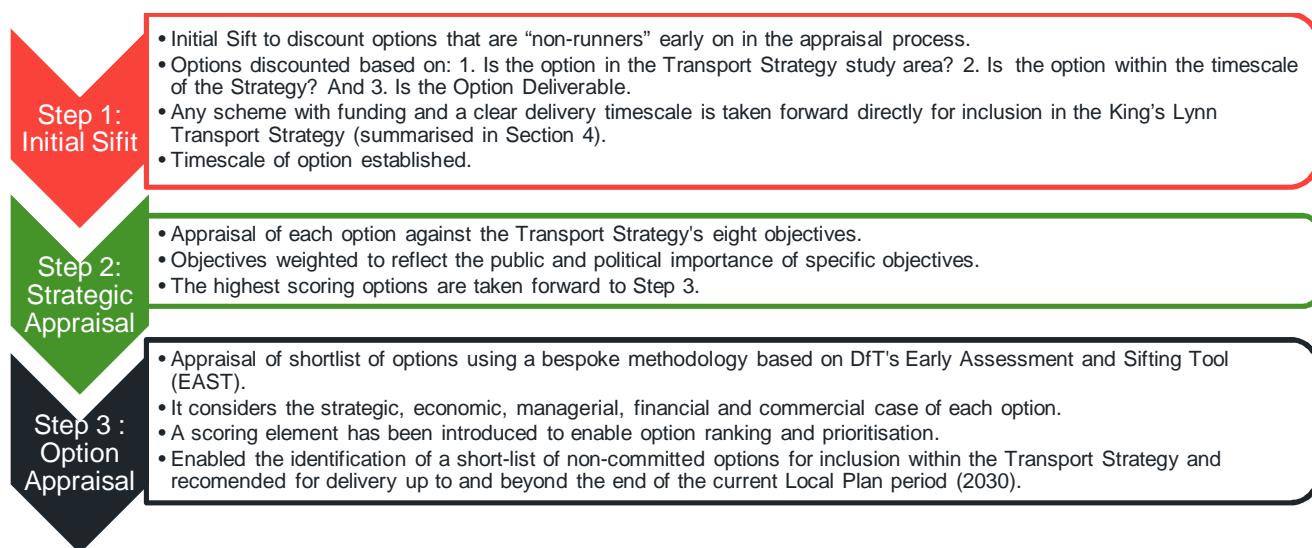 Step 1:
Initial Sifit
• Initial Sift to discount options that are “non-runners” early on in the appraisal process.
• Options discounted based on: 1. Is the option in the Transport Strategy study area? 2. Is the option within the timescale
of the Strategy? And 3. Is the Option Deliverable.
• Any scheme with funding and a clear delivery timescale is taken forward directly for inclusion in the King’s Lynn
Transport Strategy (summarised in Section 4).
• Timescale of option established.
Step 2:
Strategic
Appraisal
• Appraisal of each option against the Transport Strategy's eight objectives.
• Objectives weighted to reflect the public and political importance of specific objectives.
• The highest scoring options are taken forward to Step 3.
Step 3 :
Option
Appraisal
• Appraisal of shortlist of options using a bespoke methodology based on DfT's Early Assessment and Sifting Tool
(EAST).
• It considers the strategic, economic, managerial, financial and commercial case of each option.
• A scoring element has been introduced to enable option ranking and prioritisation.
• Enabled the identification of a short-list of non-committed options for inclusion within the Transport Strategy and
recomended for delivery up to and beyond the end of the current Local Plan period (2030).